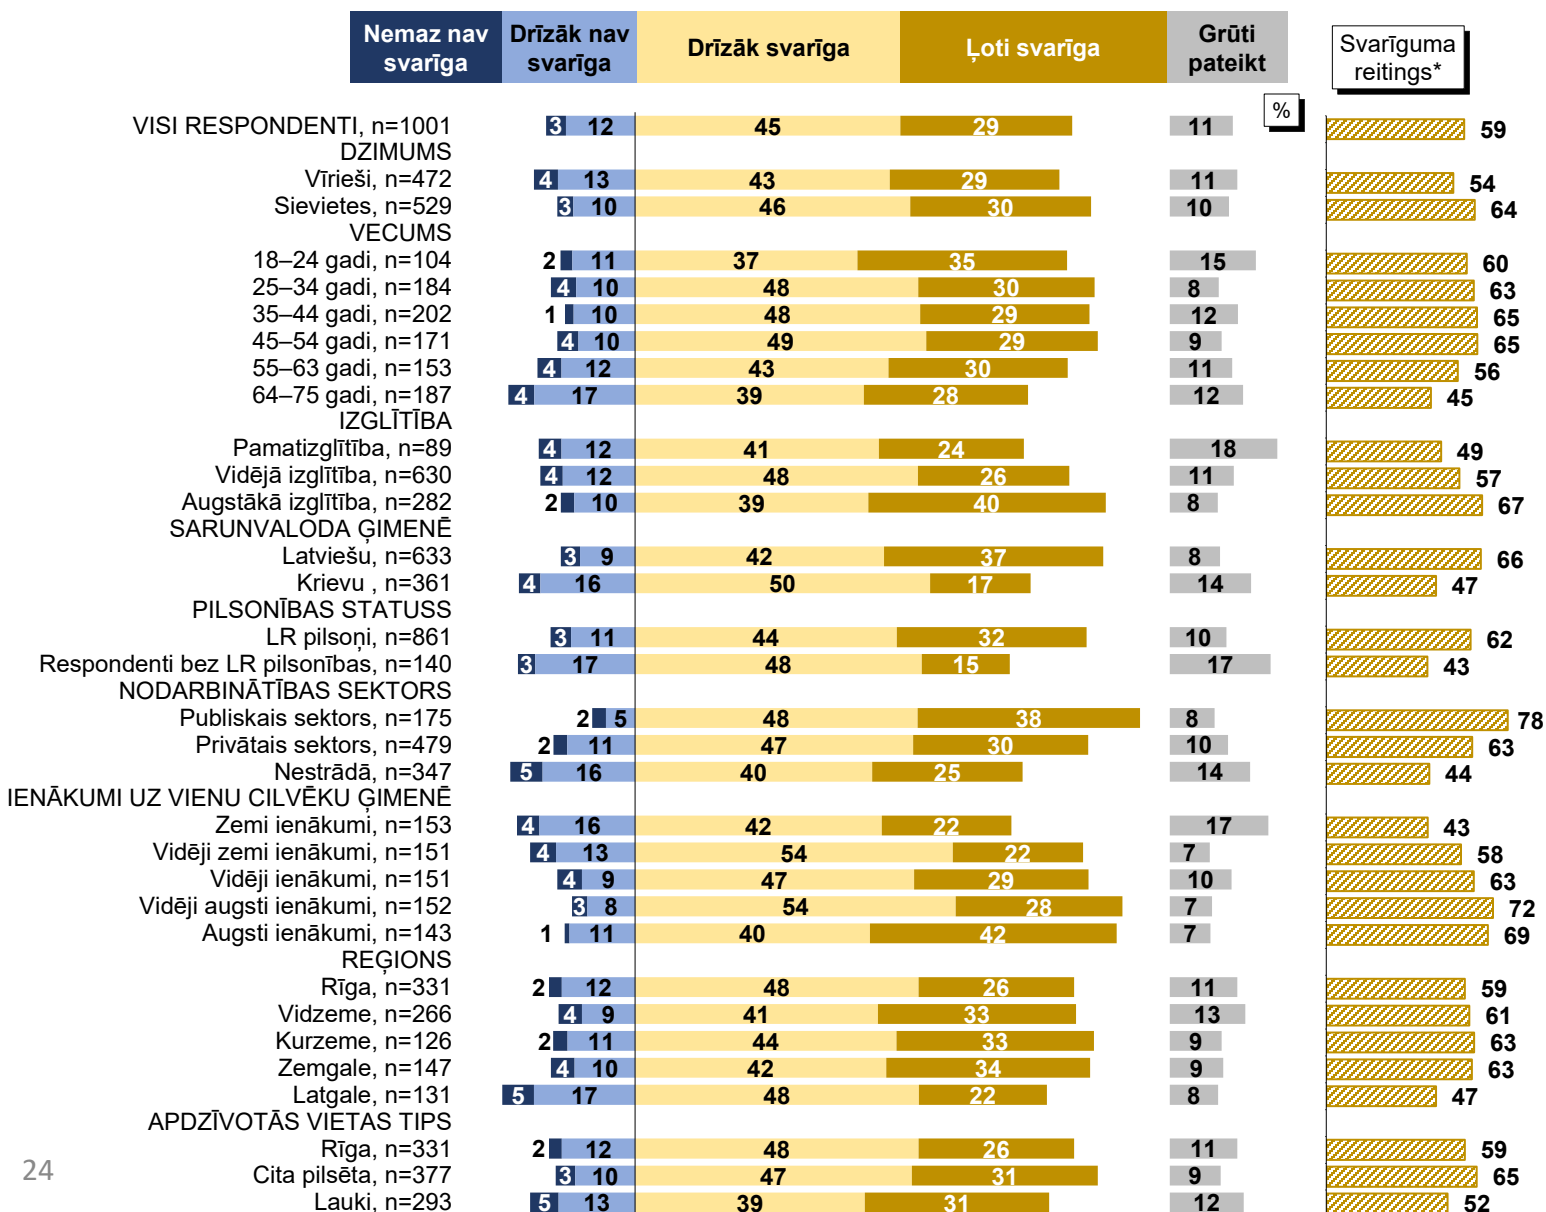 Nemaz nav svarīga Drīzāk nav svarīga Drīzāk svarīga Ļoti svarīga Grūti pateikt Svarīguma reitings*
%
VISI RESPONDENTI, n=1001 3 12 45 29 11 59
DZIMUMS
Vīrieši, n=472 4 13 43 29 11 54
Sievietes, n=529 3 10 46 30 10 64
VECUMS
18–24 gadi, n=104 2 11 37 35 15 60
25–34 gadi, n=184 4 10 48 30 8 63
35–44 gadi, n=202 1 10 48 29 12 65
45–54 gadi, n=171 4 10 49 29 9 65
55–63 gadi, n=153 4 12 43 30 11 56
64–75 gadi, n=187 4 17 39 28 12 45
IZGLĪTĪBA
Pamatizglītība, n=89 4 12 41 24 18 49
Vidējā izglītība, n=630 4 12 48 26 11 57
Augstākā izglītība, n=282 2 10 39 40 8 67
SARUNVALODA ĢIMENĒ
Latviešu, n=633 3 9 42 37 8 66
Krievu , n=361 4 16 50 17 14 47
PILSONĪBAS STATUSS
LR pilsoņi, n=861 3 11 44 32 10 62
Respondenti bez LR pilsonības, n=140 3 17 48 15 17 43
NODARBINĀTĪBAS SEKTORS
Publiskais sektors, n=175 2 5 48 38 8 78
Privātais sektors, n=479 2 11 47 30 10 63
Nestrādā, n=347 5 16 40 25 14 44
IENĀKUMI UZ VIENU CILVĒKU ĢIMENĒ
Zemi ienākumi, n=153 4 16 42 22 17 43
Vidēji zemi ienākumi, n=151 4 13 54 22 7 58
Vidēji ienākumi, n=151 4 9 47 29 10 63
Vidēji augsti ienākumi, n=152 3 8 54 28 7 72
Augsti ienākumi, n=143 1 11 40 42 7 69
REĢIONS
Rīga, n=331 2 12 48 26 11 59
Vidzeme, n=266 4 9 41 33 13 61
Kurzeme, n=126 2 11 44 33 9 63
Zemgale, n=147 4 10 42 34 9 63
Latgale, n=131 5 17 48 22 8 47
APDZĪVOTĀS VIETAS TIPS
Rīga, n=331 2 12 48 26 11 59
Cita pilsēta, n=377 3 10 47 31 9 65
Lauki, n=293 5 13 39 31 12 52
24